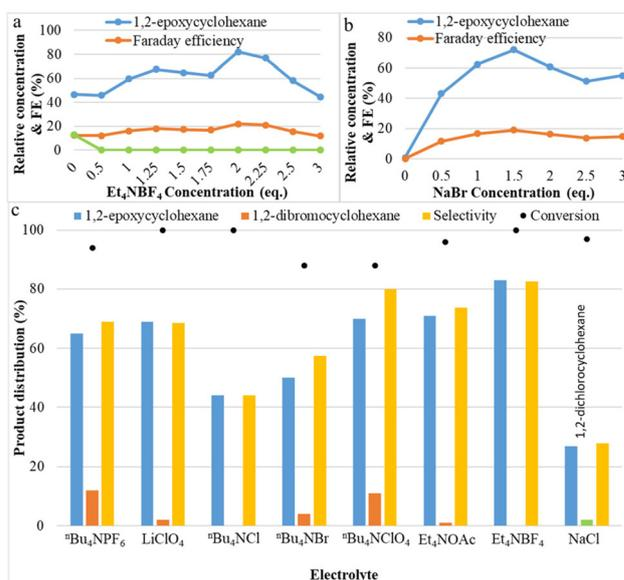 a
1,2-epoxycyclohexane
Faraday efficiency
Relative concentration
& FE (%)
100
80
60
40
20
0
0
0.5
1
1.25
1.5
1.75
2
2.25
2.5
3
Et₄NBF₄ Concentration (eq.)
b
1,2-epoxycyclohexane
Faraday efficiency
Relative concentration
& FE (%)
80
60
40
20
0
0
0.5
1
1.5
2
2.5
3
NaBr Concentration (eq.)
c
1,2-epoxycyclohexane
1,2-dibromocyclohexane
Selectivity
Conversion
Product distribution (%)
100
80
60
40
20
0
1,2-dichlorocyclohexane
ⁿBu₄NPF₆
LiClO₄
ⁿBu₄NCl
ⁿBu₄NBr
ⁿBu₄NClO₄
Et₄NOAc
Et₄NBF₄
NaCl
Electrolyte